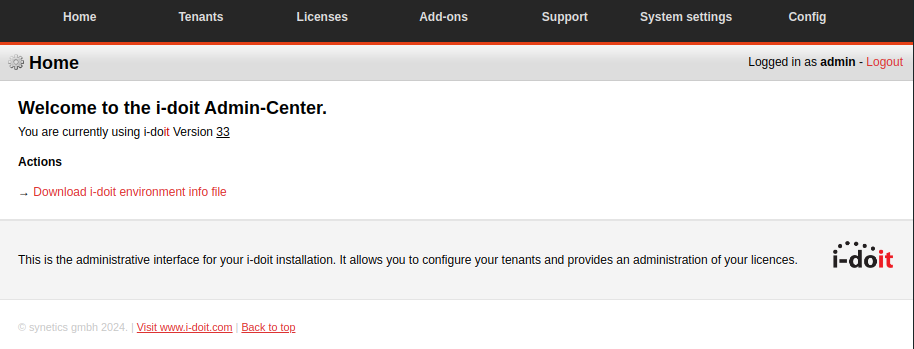 Home Tenants Licenses Add-ons Support System settings Config
Home Logged in as admin - Logout
Welcome to the i-doit Admin-Center.
You are currently using i-doit Version 33
Actions
→ Download i-doit environment info file
This is the administrative interface for your i-doit installation. It allows you to configure your tenants and provides an administration of your licences.
i-doit
© synetics gmbh 2024. | Visit www.i-doit.com | Back to top